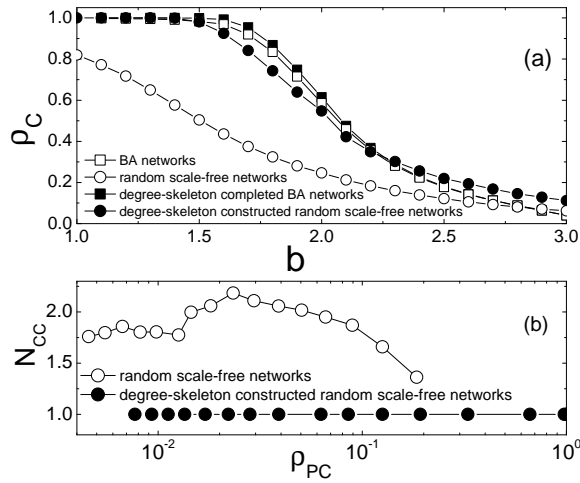 1.0
0.8
0.6
0.4
0.2
0.0
ρC
(a)
BA networks
random scale-free networks
degree-skeleton completed BA networks
degree-skeleton constructed random scale-free networks
1.0 1.5 2.0 2.5 3.0
b
2.0
1.5
1.0
NCC
(b)
random scale-free networks
degree-skeleton constructed random scale-free networks
10-2 10-1 100
ρPC